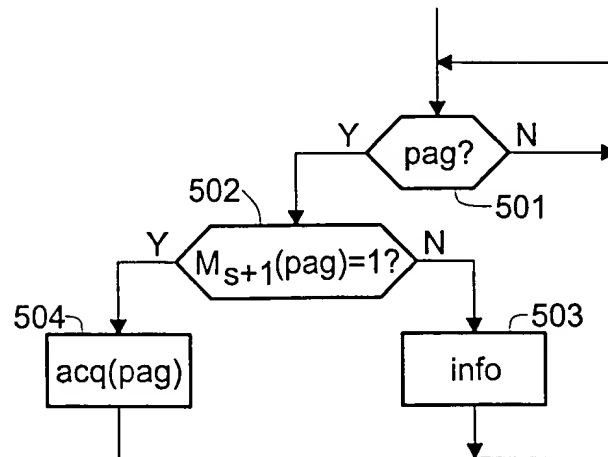 Y
pag?
N
501
502
Y
M_{s+1}(pag)=1?
N
504
acq(pag)
503
info